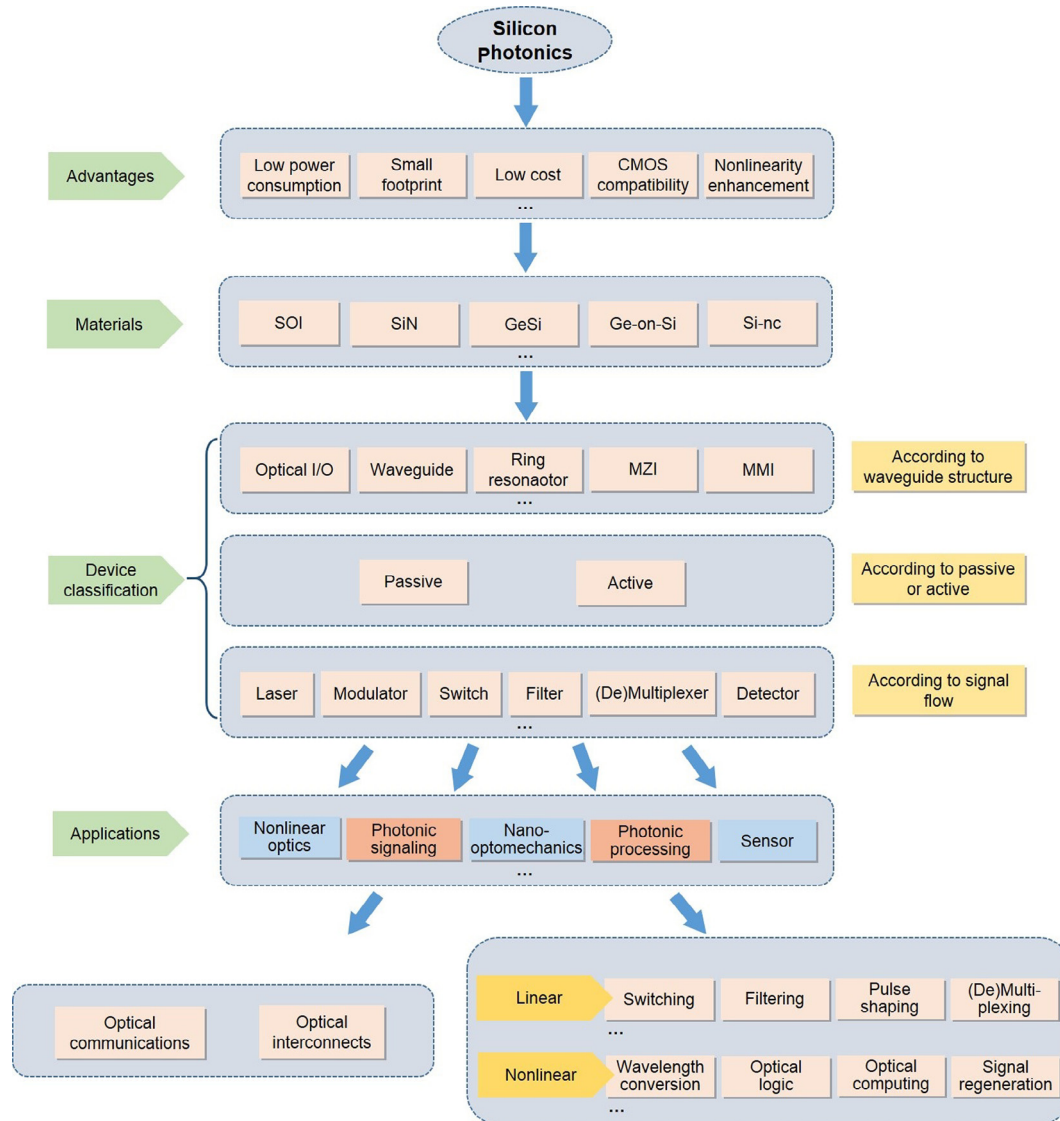 Silicon
Photonics
Advantages
Low power
consumption
Small
footprint
Low cost
CMOS
compatibility
Nonlinearity
enhancement
...
Materials
SOI
SiN
GeSi
Ge-on-Si
Si-nc
...
Device
classification
Optical I/O
Waveguide
Ring
resonaotor
MZI
MMI
...
According to
waveguide structure
Passive
Active
According to passive
or active
Laser
Modulator
Switch
Filter
(De)Multiplexer
Detector
...
According to signal
flow
Applications
Nonlinear
optics
Photonic
signaling
Nano-
optomechanics
Photonic
processing
Sensor
...
Optical
communications
Optical
interconnects
Linear
Switching
Filtering
Pulse
shaping
(De)Multi-
plexing
...
Nonlinear
Wavelength
conversion
Optical
logic
Optical
computing
Signal
regeneration
...